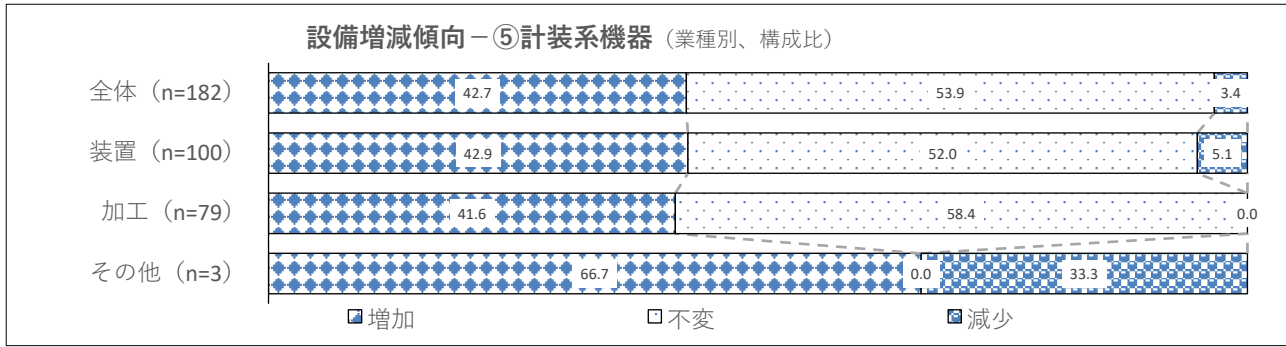 設備増減傾向－⑤計装系機器（業種別、構成比）
全体（n=182） 42.7 53.9 3.4
装置（n=100） 42.9 52.0 5.1
加工（n=79） 41.6 58.4 0.0
その他（n=3） 66.7 0.0 33.3
増加 不変 減少